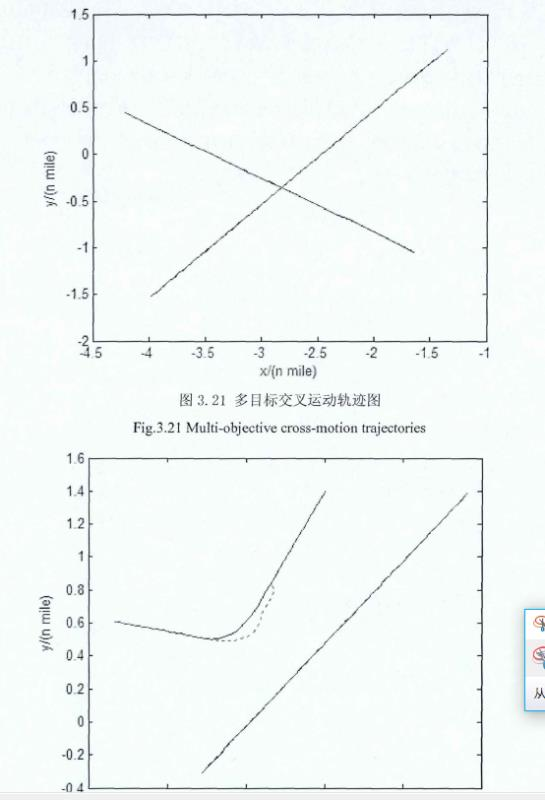 1.5
1
0.5
0
-0.5
-1
-1.5
-2
y/(n mile)
-4.5 -4 -3.5 -3 -2.5 -2 -1.5 -1
x/(n mile)
图 3.21 多目标交叉运动轨迹图
Fig.3.21 Multi-objective cross-motion trajectories
1.6
1.4
1.2
1
0.8
0.6
0.4
0.2
0
-0.2
-0.4
y/(n mile)
从